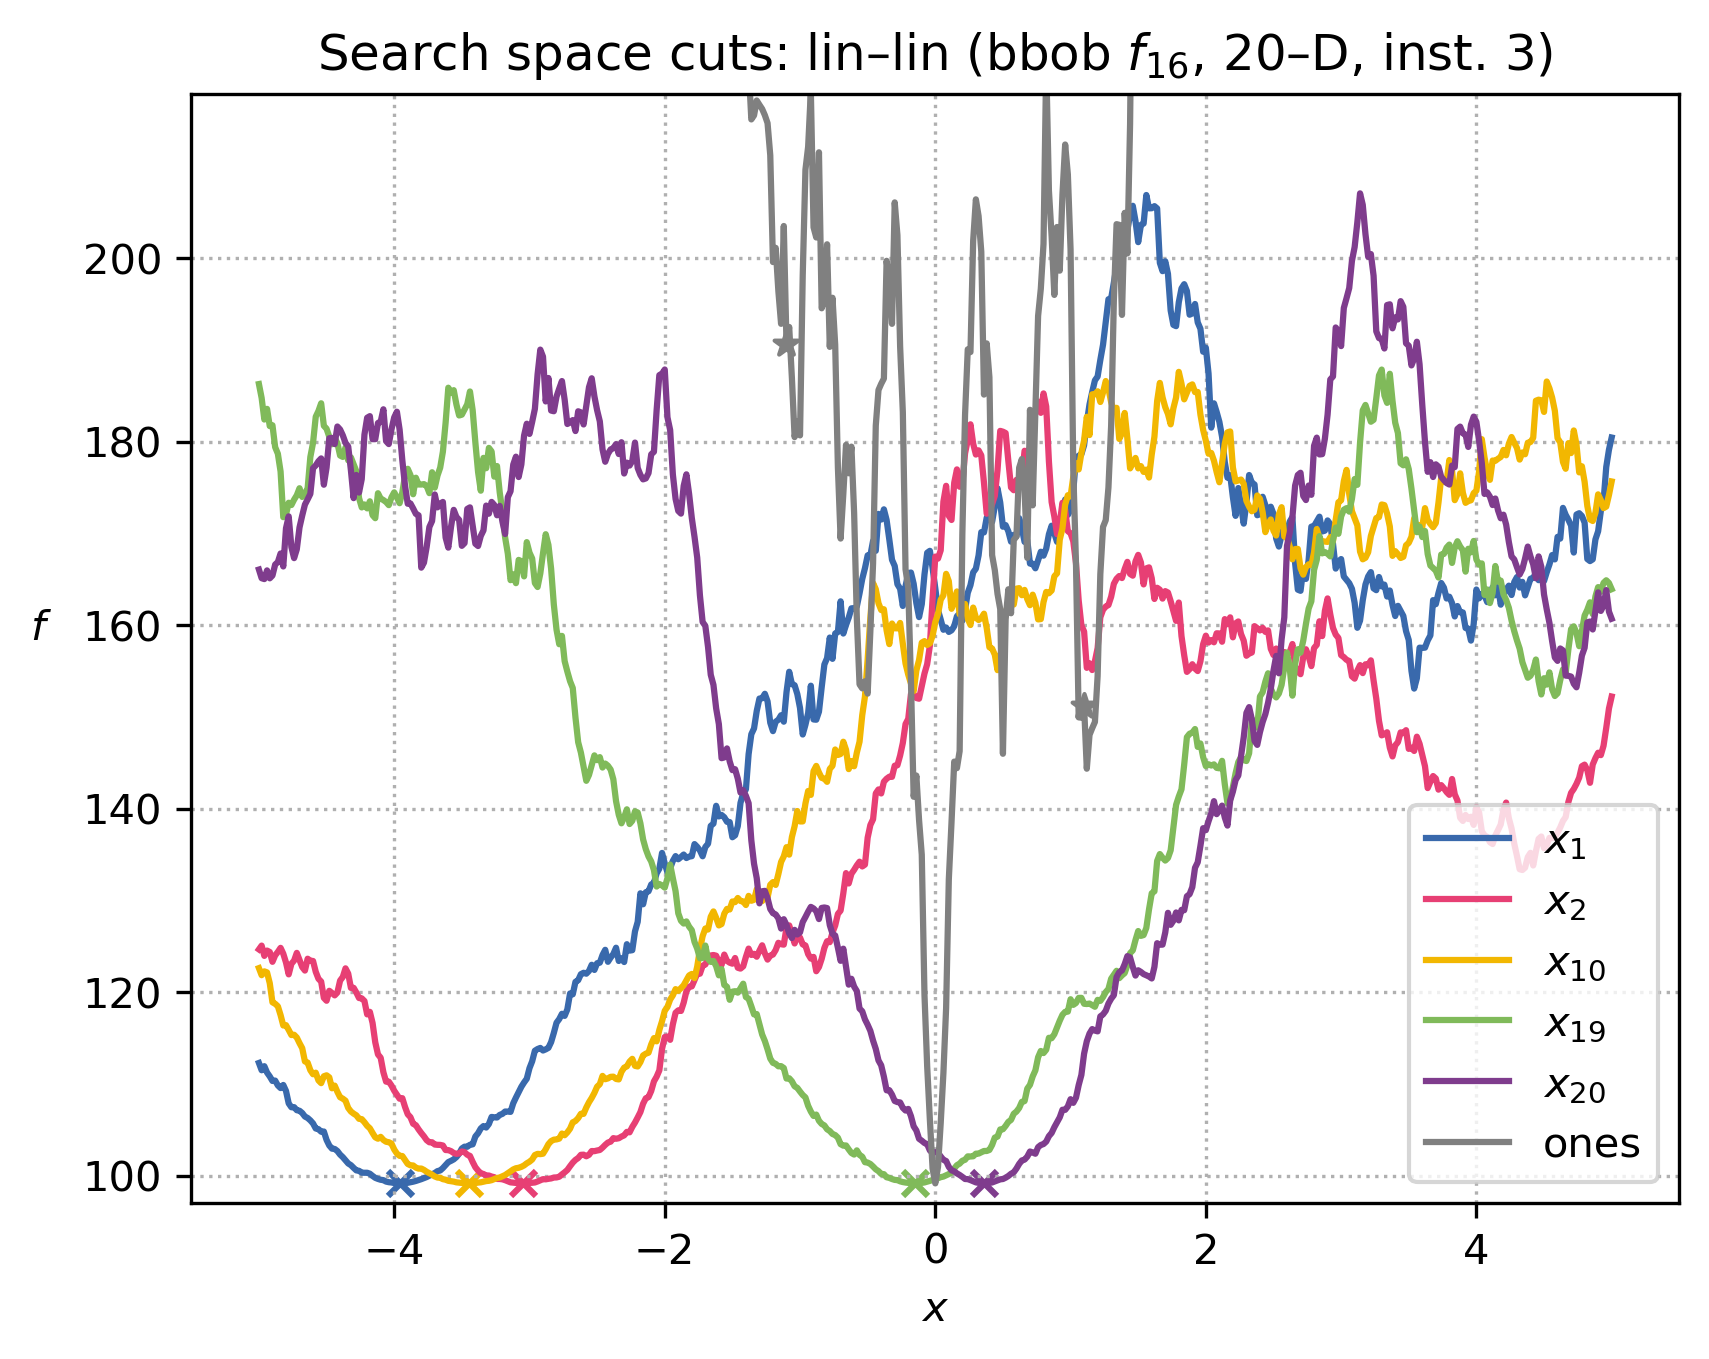 Search space cuts: lin–lin (bbob f16, 20–D, inst. 3)
f
200
180
160
140
120
100
−4
−2
0
2
4
x
x1
x2
x10
x19
x20
ones